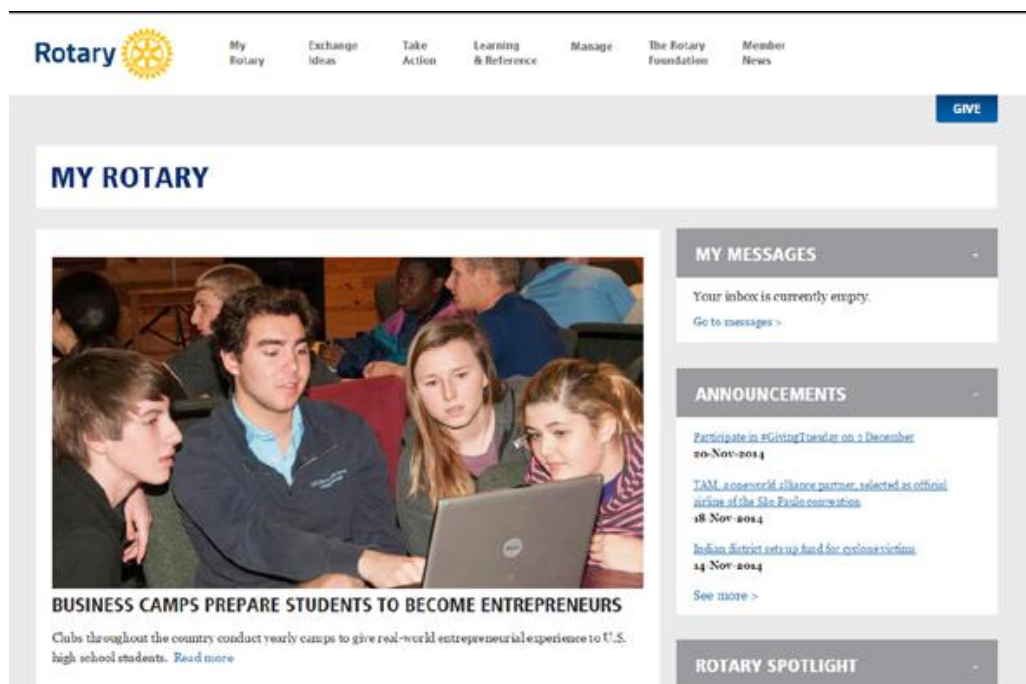 Rotary
My Rotary
Exchange Ideas
Take Action
Learning & Reference
Manage
The Rotary Foundation
Member News
GIVE
MY ROTARY
MY MESSAGES -
Your inbox is currently empty.
Go to messages >
ANNOUNCEMENTS -
Participate in #GivingTuesday on 2 December
20-Nov-2014
TAM, a oneworld alliance partner, selected as official
airline of the São Paulo convention
18-Nov-2014
Indian district sets up fund for cyclone victims
14-Nov-2014
See more >
BUSINESS CAMPS PREPARE STUDENTS TO BECOME ENTREPRENEURS
Clubs throughout the country conduct yearly camps to give real-world entrepreneurial experience to U.S.
high school students. Read more
ROTARY SPOTLIGHT -
DELL